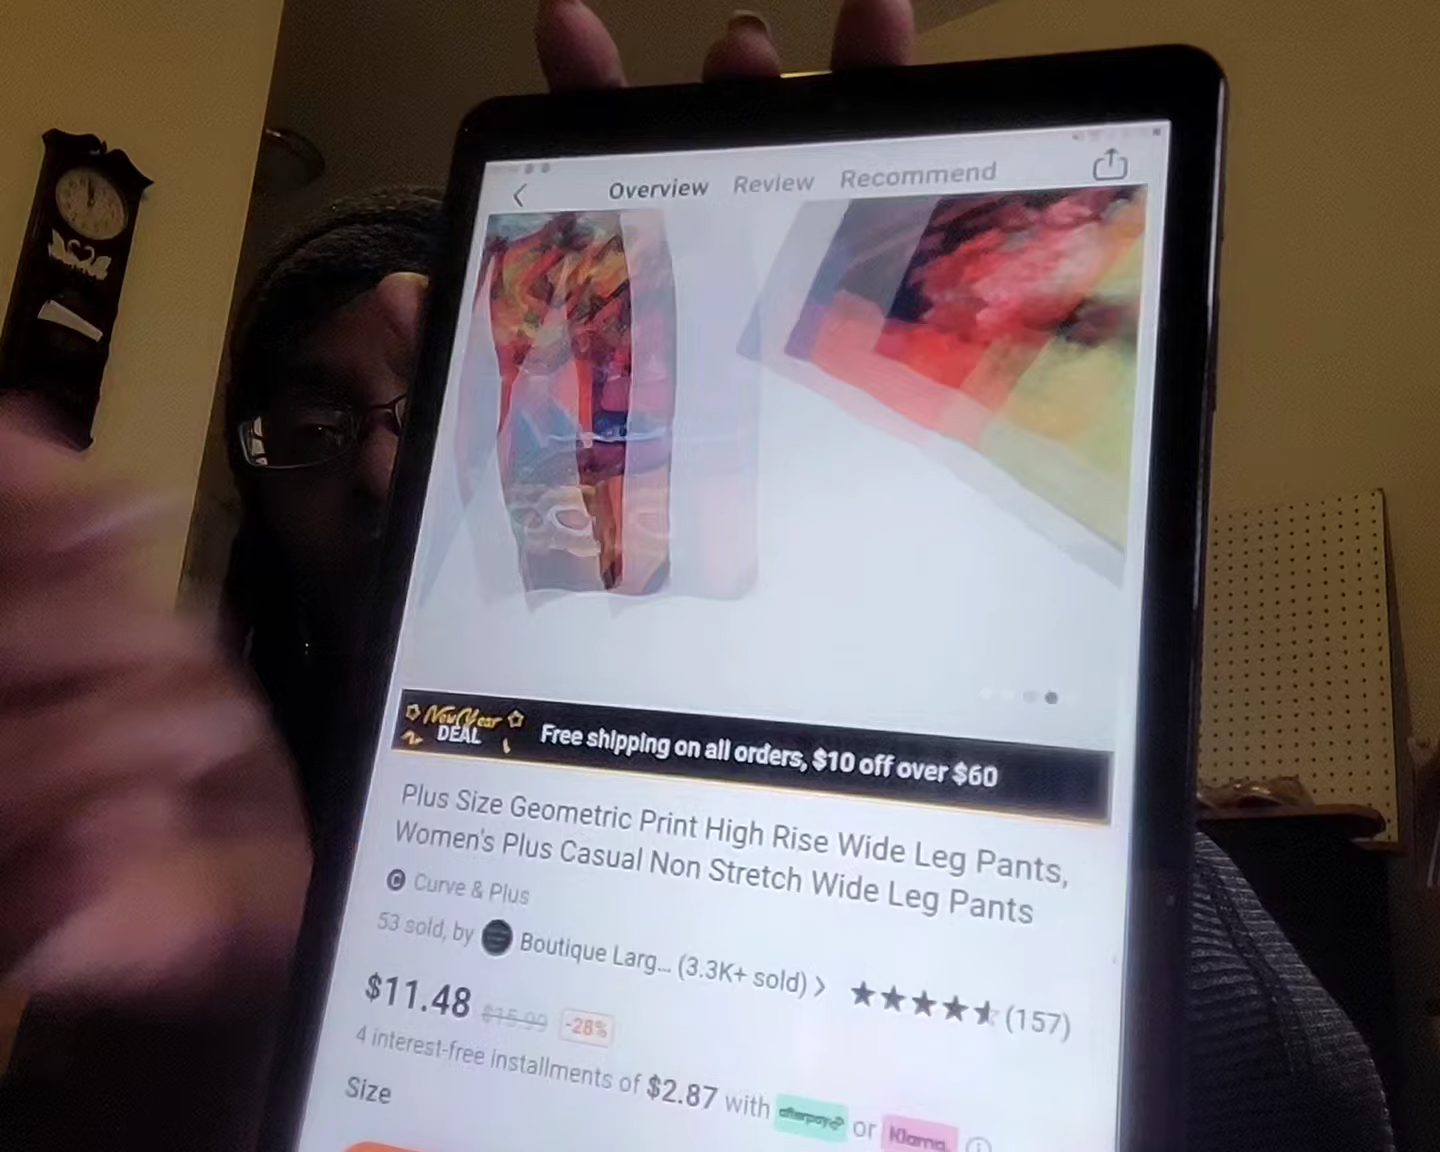 Overview Review Recommend
New Year
DEAL
Free shipping on all orders, $10 off over $60
Plus Size Geometric Print High Rise Wide Leg Pants,
Women's Plus Casual Non Stretch Wide Leg Pants
C Curve & Plus
53 sold, by Boutique Larg... (3.3K+ sold) > (157)
$11.48 $15.99 -28%
4 interest-free installments of $2.87 with afterpay or Klarna.
Size